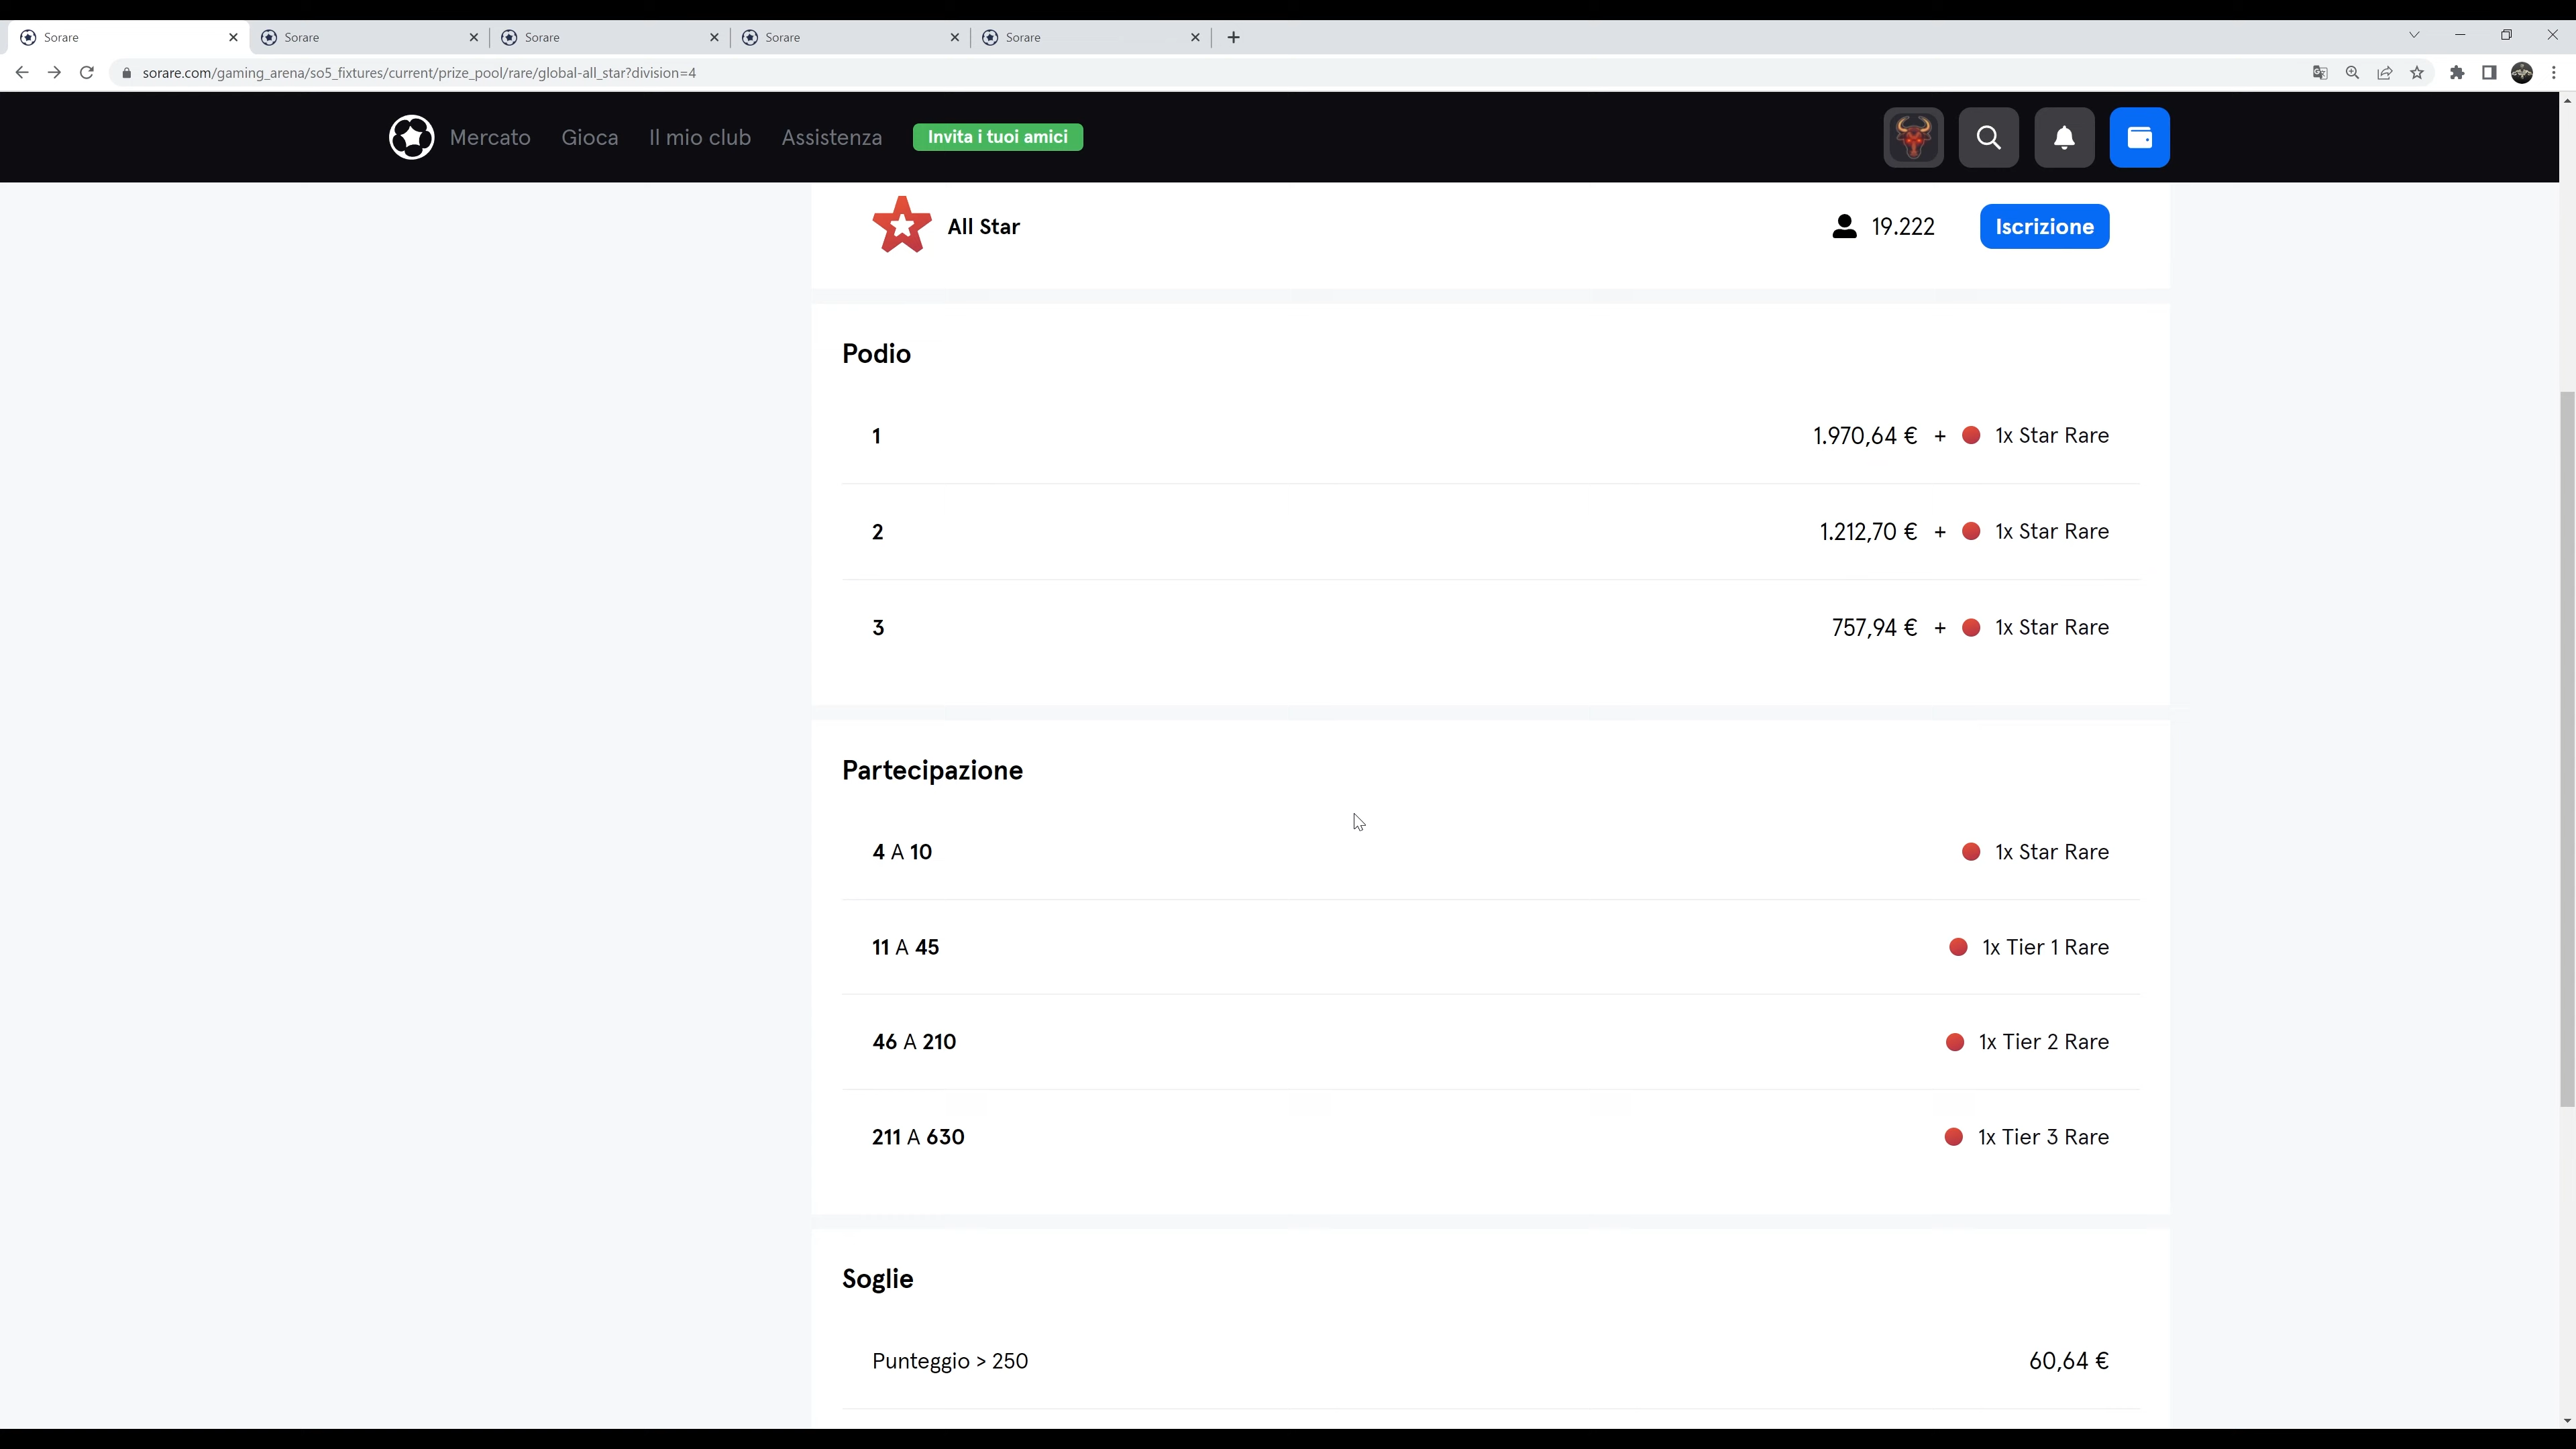 Sorare
Sorare
Sorare
Sorare
Sorare
sorare.com/gaming_arena/so5_fixtures/current/prize_pool/rare/global-all_star?division=4
Mercato Gioca Il mio club Assistenza Invita i tuoi amici
All Star 19.222 Iscrizione
Podio
1 1.970,64 € + 1x Star Rare
2 1.212,70 € + 1x Star Rare
3 757,94 € + 1x Star Rare
Partecipazione
4 A 10 1x Star Rare
11 A 45 1x Tier 1 Rare
46 A 210 1x Tier 2 Rare
211 A 630 1x Tier 3 Rare
Soglie
Punteggio > 250 60,64 €